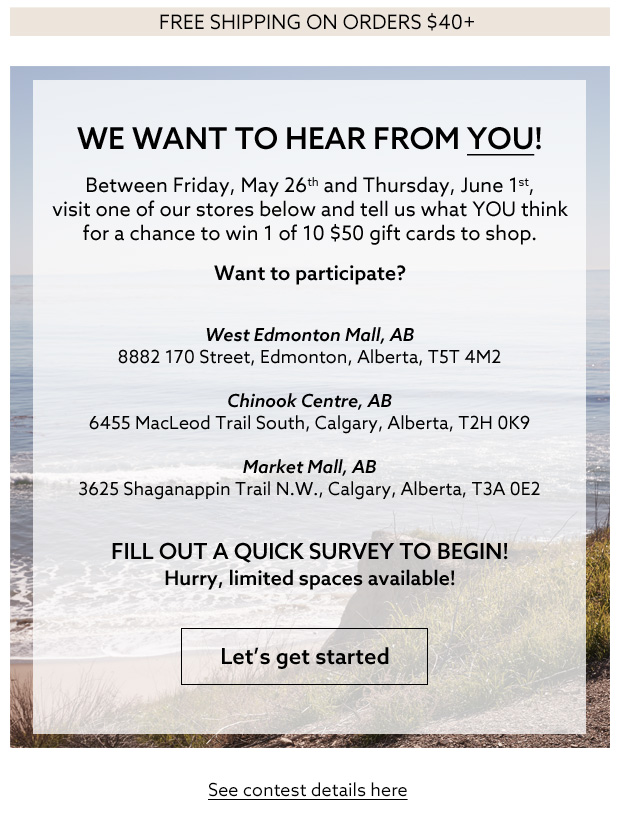 FREE SHIPPING ON ORDERS $40+
WE WANT TO HEAR FROM YOU!
Between Friday, May 26th and Thursday, June 1st,
visit one of our stores below and tell us what YOU think
for a chance to win 1 of 10 $50 gift cards to shop.
Want to participate?
West Edmonton Mall, AB
8882 170 Street, Edmonton, Alberta, T5T 4M2
Chinook Centre, AB
6455 MacLeod Trail South, Calgary, Alberta, T2H 0K9
Market Mall, AB
3625 Shaganappin Trail N.W., Calgary, Alberta, T3A 0E2
FILL OUT A QUICK SURVEY TO BEGIN!
Hurry, limited spaces available!
Let's get started
See contest details here